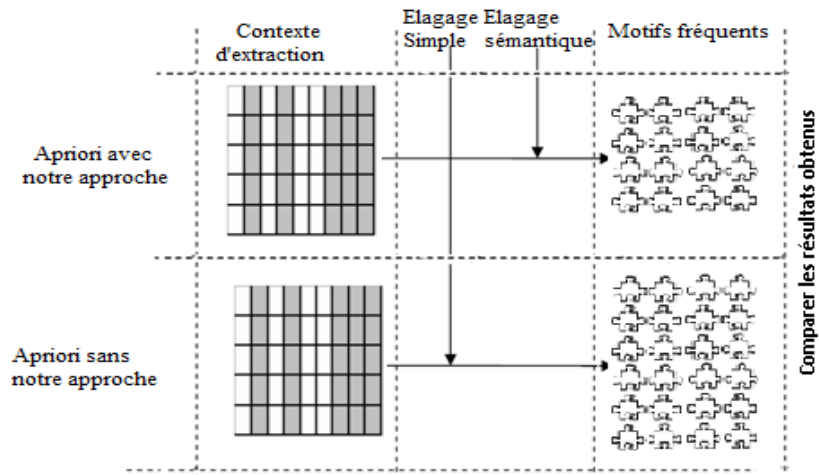 Contexte
d'extraction
Elagage
Simple
Elagage
sémantique
Motifs fréquents
Apriori avec
notre approche
Apriori sans
notre approche
Comparer les résultats obtenus